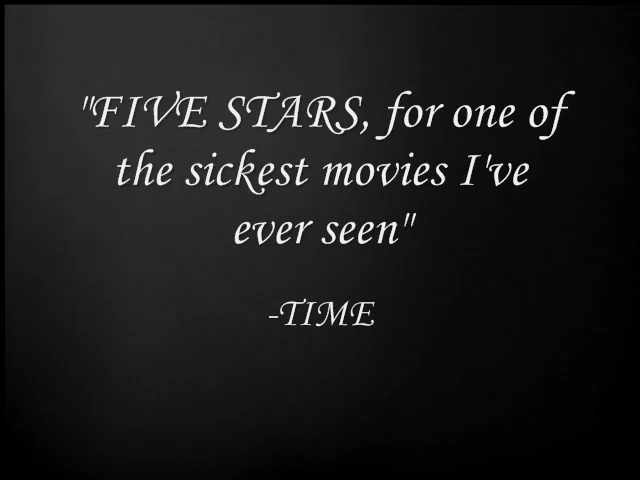 "FIVE STARS, for one of
the sickest movies I've
ever seen"
-TIME